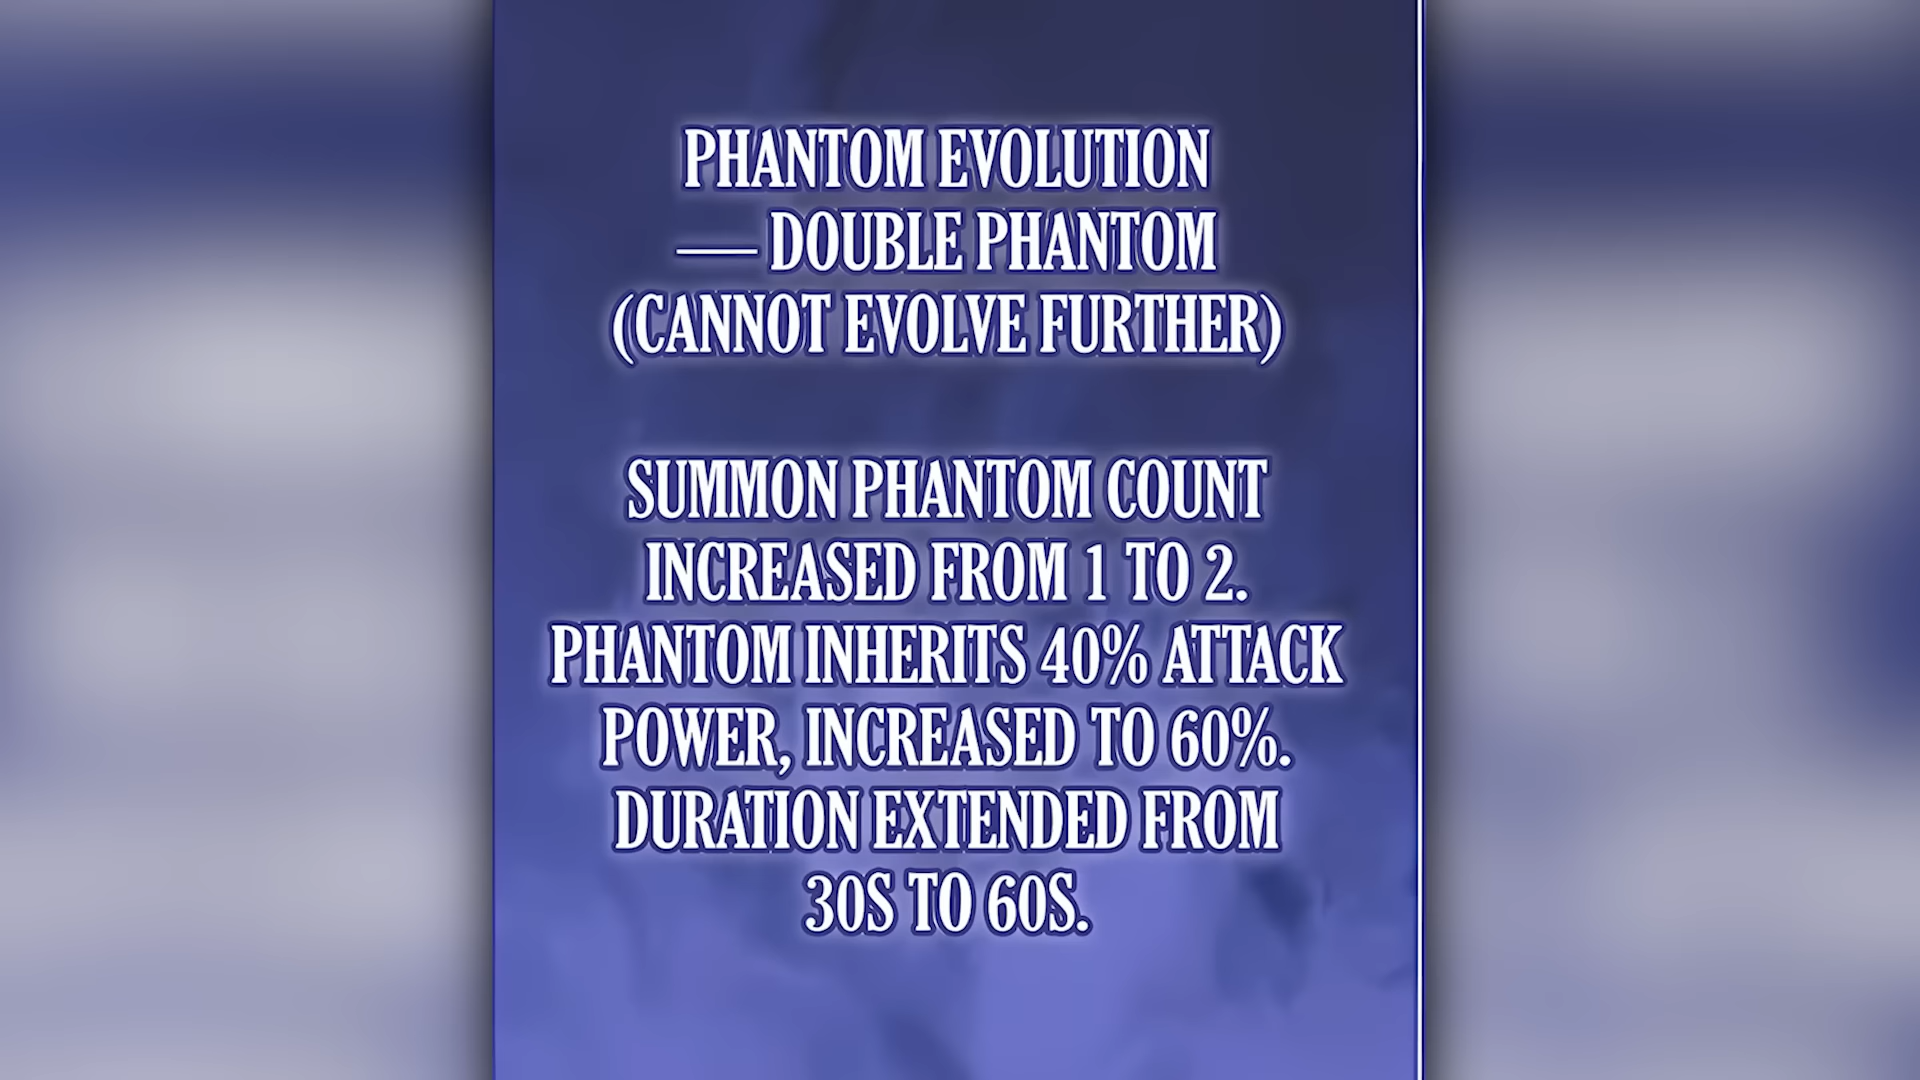 PHANTOM EVOLUTION
— DOUBLE PHANTOM
(CANNOT EVOLVE FURTHER)
SUMMON PHANTOM COUNT
INCREASED FROM 1 TO 2.
PHANTOM INHERITS 40% ATTACK
POWER, INCREASED TO 60%.
DURATION EXTENDED FROM
30S TO 60S.